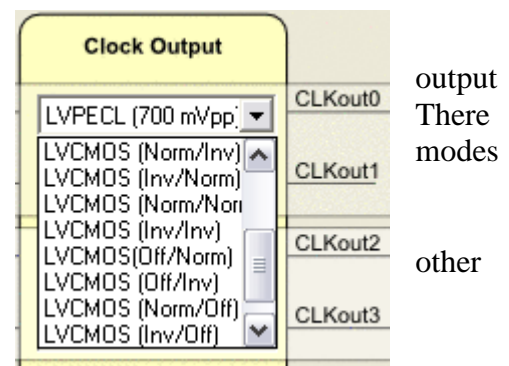 Clock Output
LVPECL (700 mVpp)
LVCMOS (Norm/Inv)
LVCMOS (Inv/Norm)
LVCMOS (Norm/Nor
LVCMOS (Inv/Inv)
LVCMOS(Off/Norm)
LVCMOS (Off/Inv)
LVCMOS (Norm/Off)
LVCMOS (Inv/Off)
CLKout0
CLKout1
CLKout2
CLKout3
output
There
modes
other